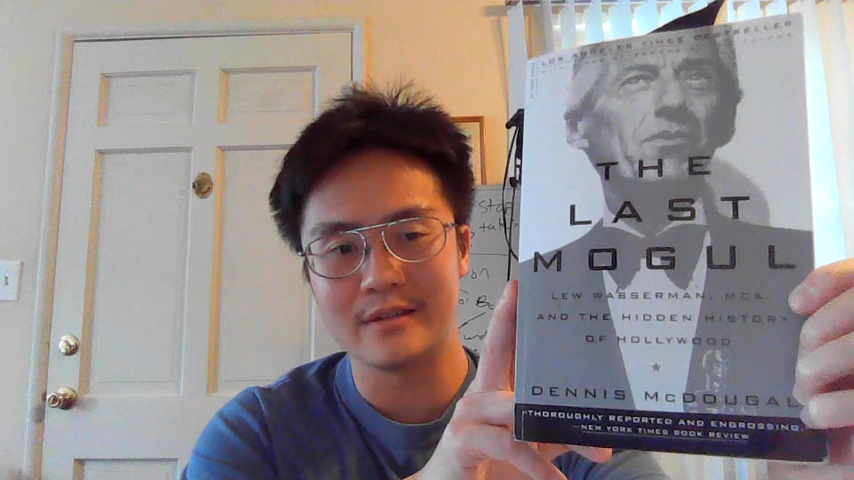 LOS ANGELES TIMES BESTSELLER
THE
LAST
MOGUL
LEW WASSERMAN, MCA,
AND THE HIDDEN HISTORY
OF HOLLYWOOD
DENNIS McDOUGAL
"THOROUGHLY REPORTED AND ENGROSSING."
—NEW YORK TIMES BOOK REVIEW